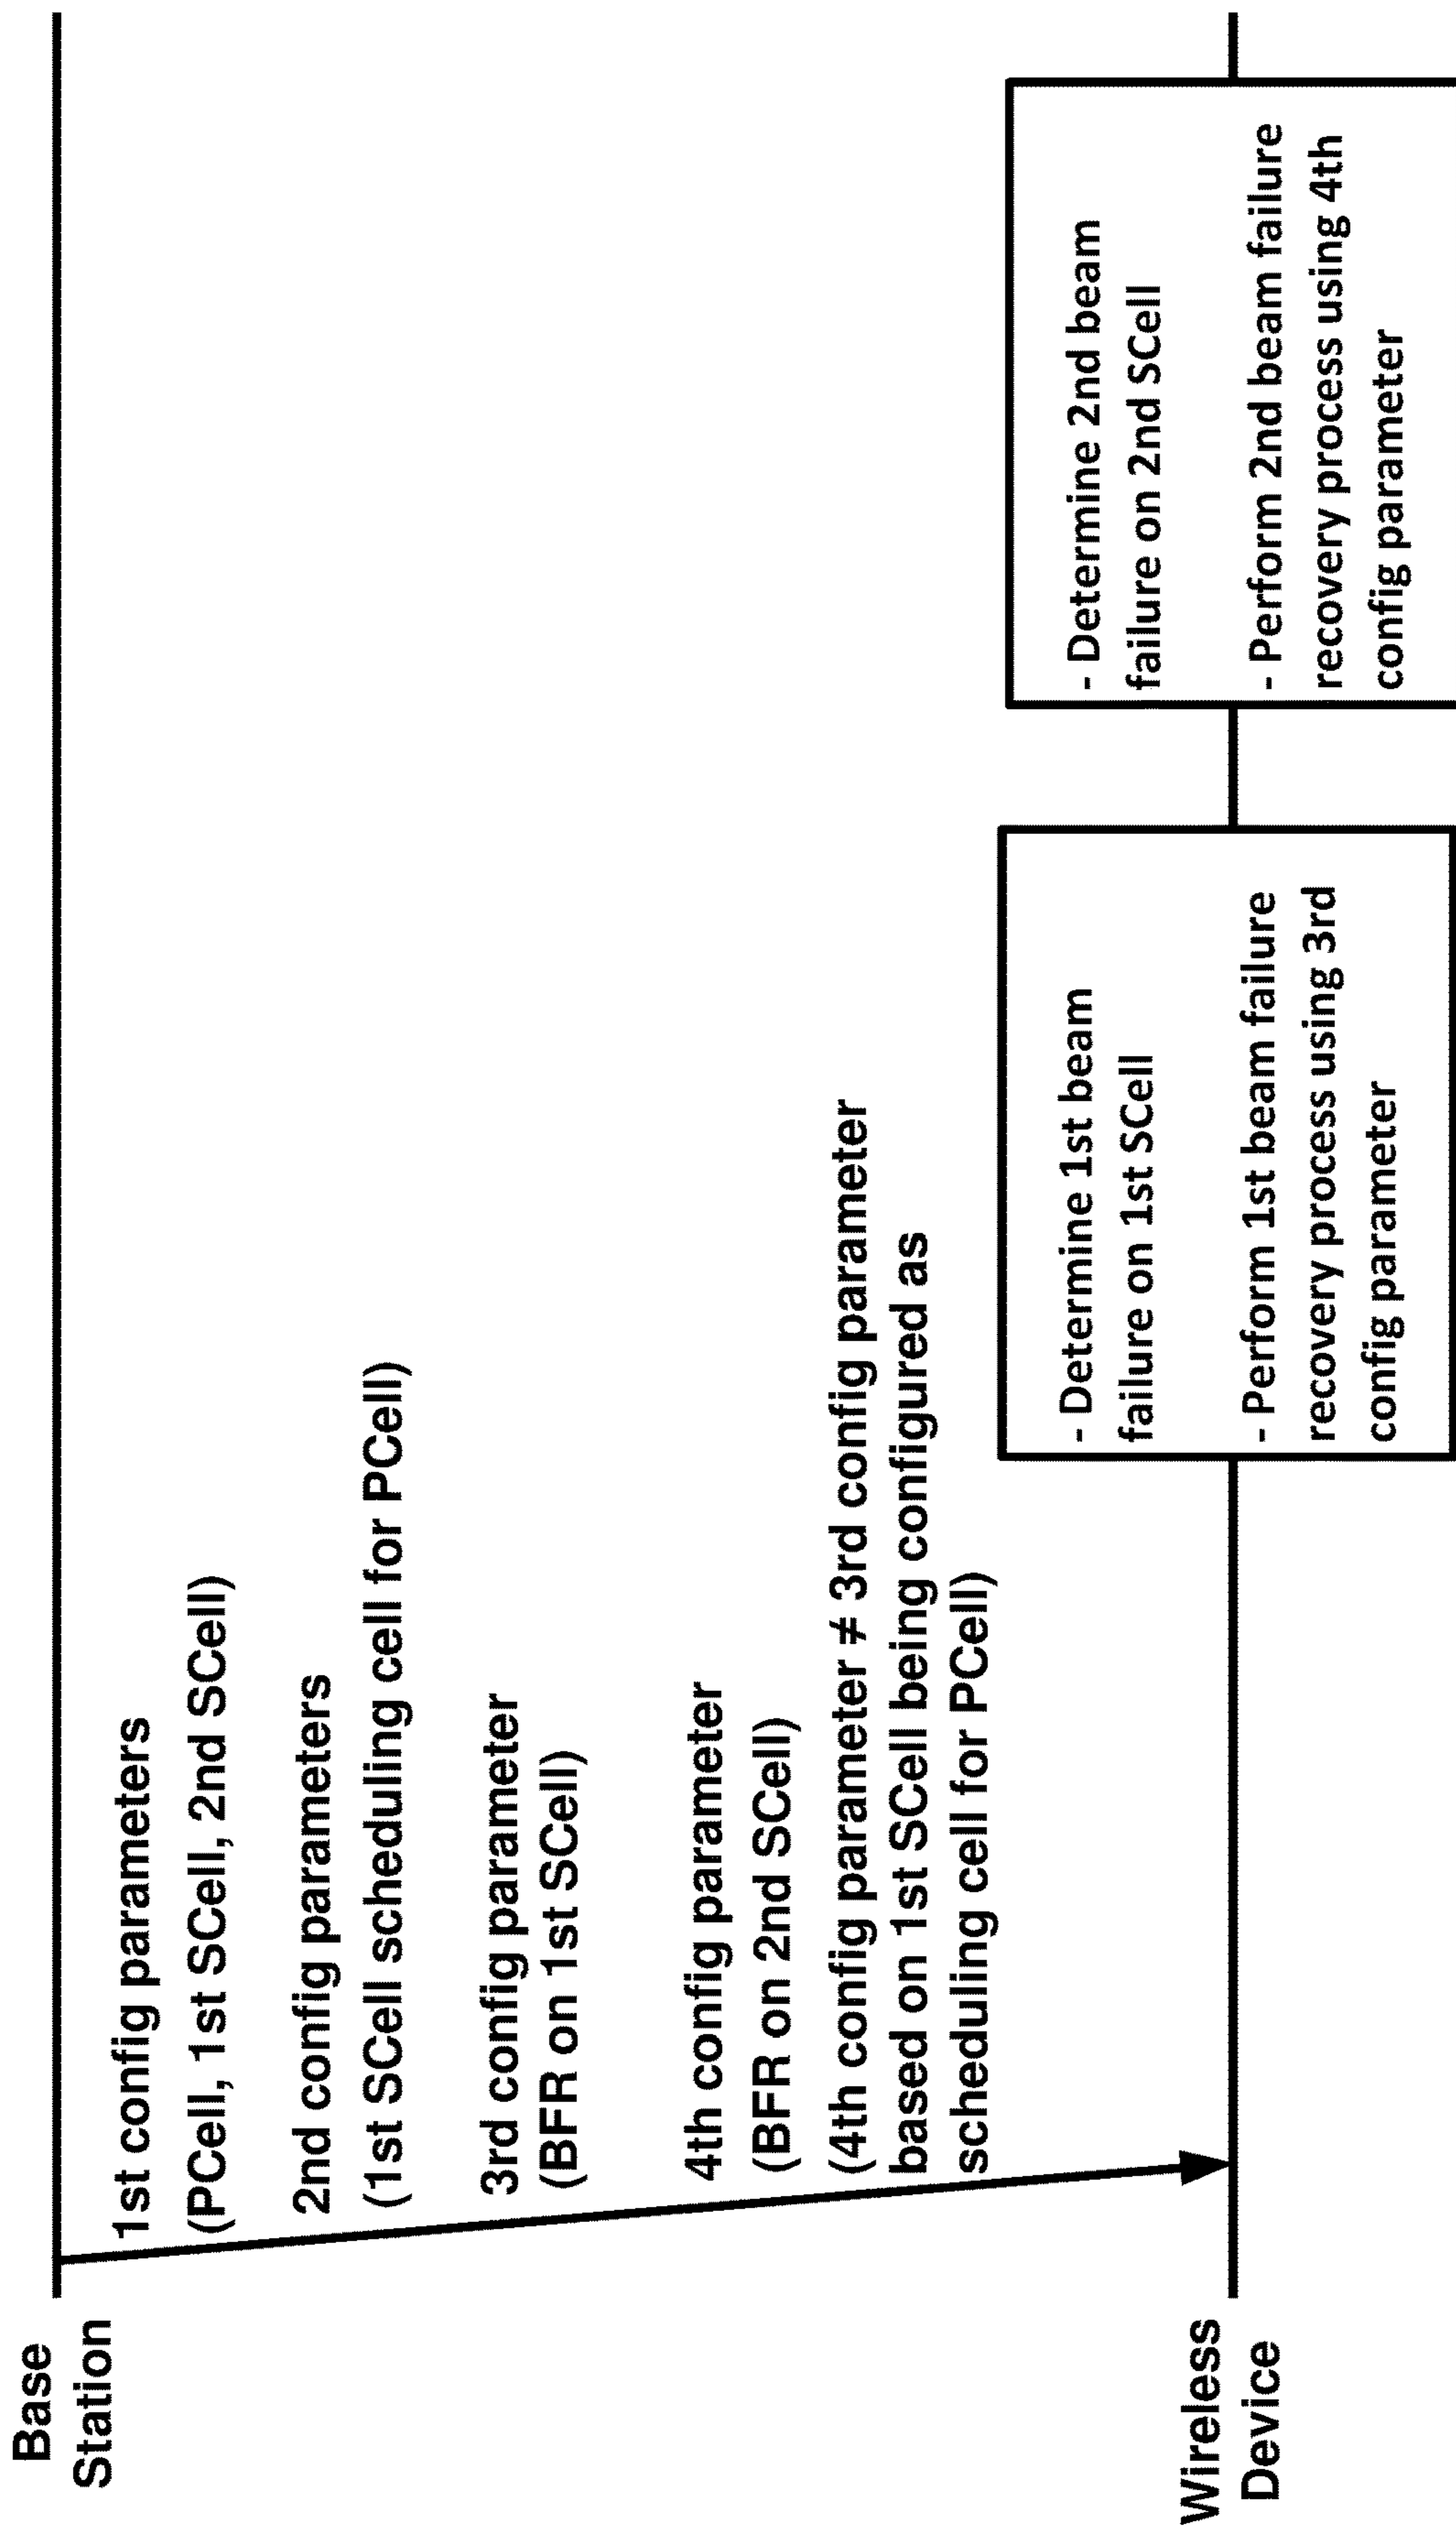 Base
Station
1st config parameters
(PCell, 1st SCell, 2nd SCell)
2nd config parameters
(1st SCell scheduling cell for PCell)
3rd config parameter
(BFR on 1st SCell)
4th config parameter
(BFR on 2nd SCell)
(4th config parameter ≠ 3rd config parameter
based on 1st SCell being configured as
scheduling cell for PCell)
Wireless
Device
- Determine 1st beam
failure on 1st SCell
- Perform 1st beam failure
recovery process using 3rd
config parameter
- Determine 2nd beam
failure on 2nd SCell
- Perform 2nd beam failure
recovery process using 4th
config parameter